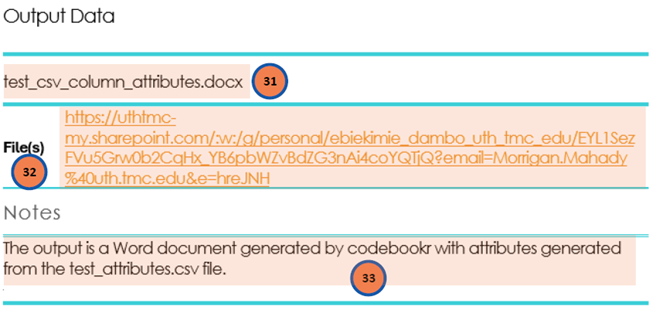 Output Data
test_csv_column_attributes.docx
31
https://uthtmc-
my.sharepoint.com/:w:/g/personal/ebiekimie_dambo_uth_tmc_edu/EYL1Sez
File(s)
FVu5Grw0b2CqHx_YB6pbWZvBdZG3nAi4coYQTjQ?email=Morrigan.Mahady
32
%40uth.tmc.edu&e=hreJNH
Notes
The output is a Word document generated by codebookr with attributes generated
from the test_attributes.csv file.
33